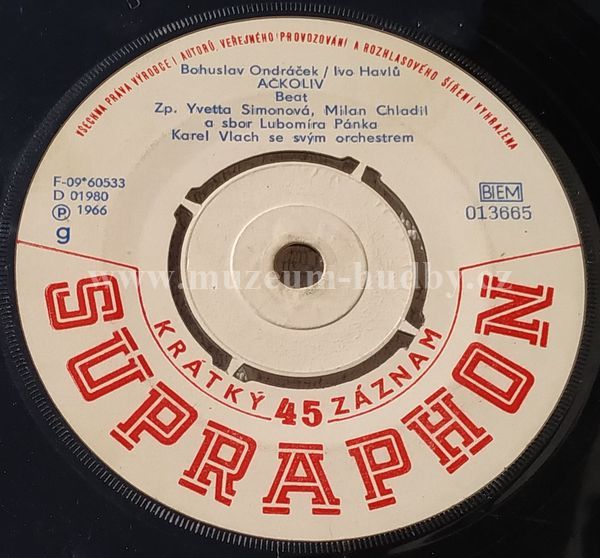 VŠECHNA PRÁVA VÝROBCE I AUTORŮ, VEŘEJNÉHO PROVOZOVÁNÍ A ROZHLASOVÉHO ŠÍŘENÍ VYHRAŽENA
Bohuslav Ondráček / Ivo Havlů
AČKOLIV
Beat
Zp. Yvetta Simonová, Milan Chladil
a sbor Lubomíra Pánka
Karel Vlach se svým orchestrem
F-09*60533
D 01980
Ⓟ 1966
g
BIEM
013665
www.muzeum-hudby.cz
KRÁTKÝ 45 ZÁZNAM
SUPRAPHON